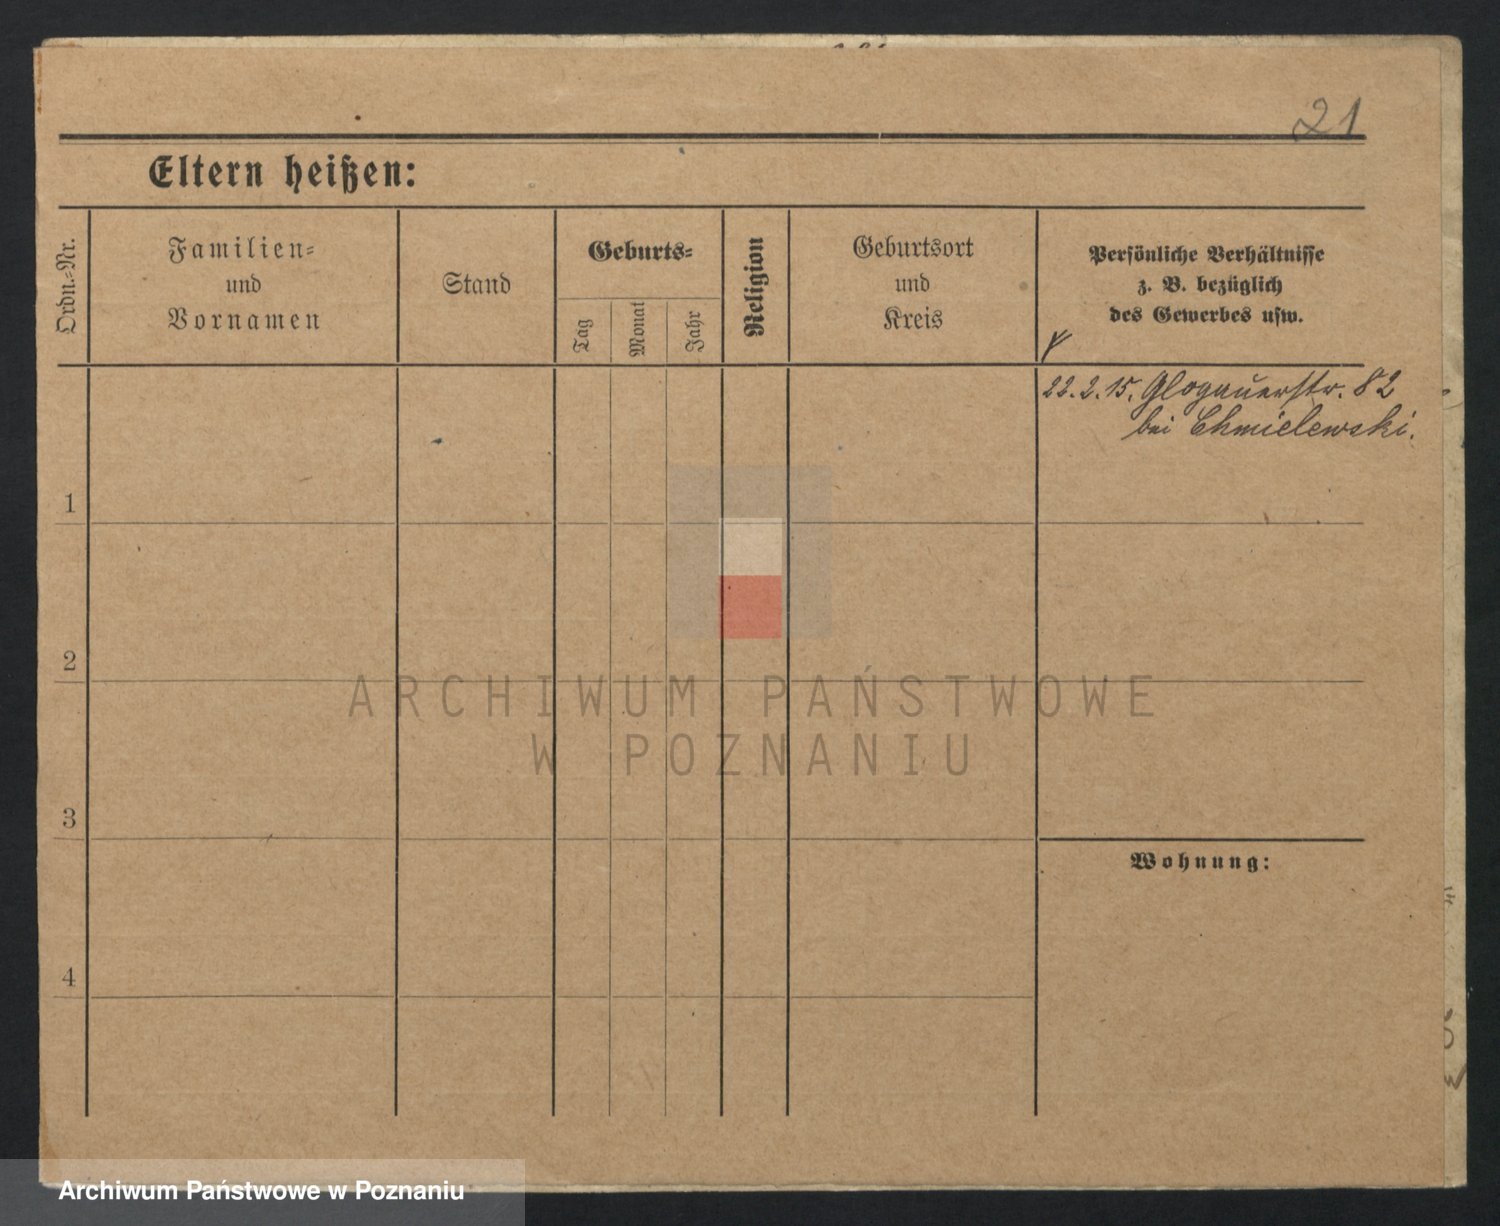 21
Eltern heißen:
Ordn.-Nr.
Familien-
und
Vornamen
Stand
Geburts-
Tag
Monat
Jahr
Religion
Geburtsort
und
Kreis
Persönliche Verhältnisse
z. B. bezüglich
des Gewerbes usw.
22.2.15. Glogauerstr. 82
bei Chmielewski.
1
2
3
4
Wohnung:
ARCHIWUM PAŃSTWOWE
W POZNANIU
Archiwum Państwowe w Poznaniu